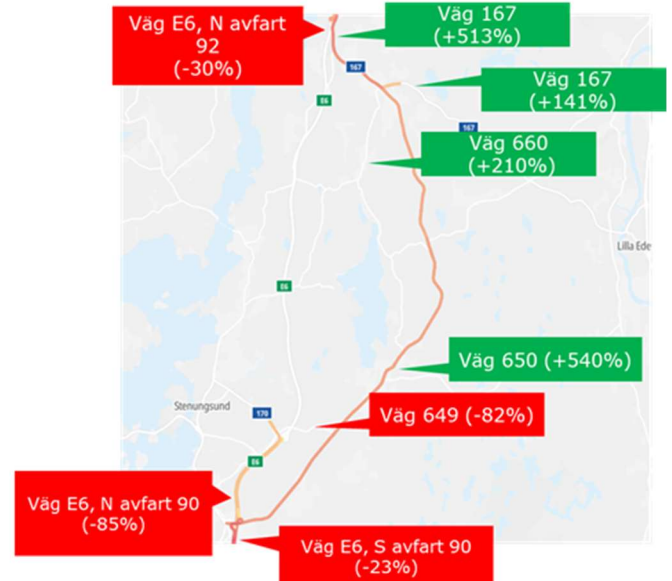 Väg E6, N avfart
92
(-30%)
Väg 167
(+513%)
167
Väg 167
(+141%)
E6
167
Väg 660
(+210%)
Lilla Ede
E6
Väg 650 (+540%)
Stenungsund
170
Väg 649 (-82%)
E6
Väg E6, N avfart 90
(-85%)
Väg E6, S avfart 90
(-23%)